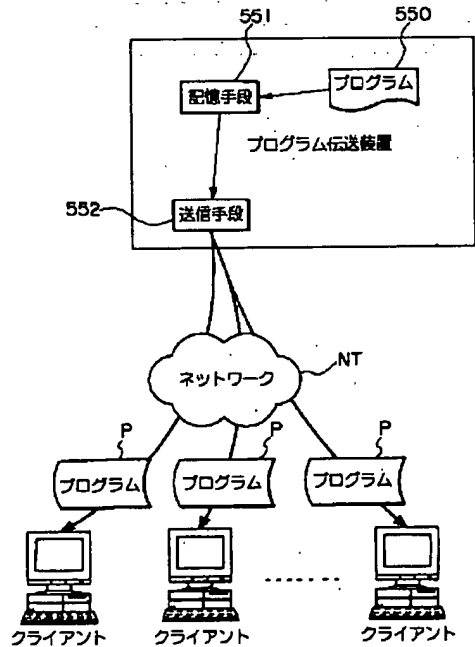 551
550
記憶手段
プログラム
プログラム伝送装置
552
送信手段
ネットワーク
NT
P
P
P
プログラム
プログラム
プログラム
クライアント
クライアント
クライアント